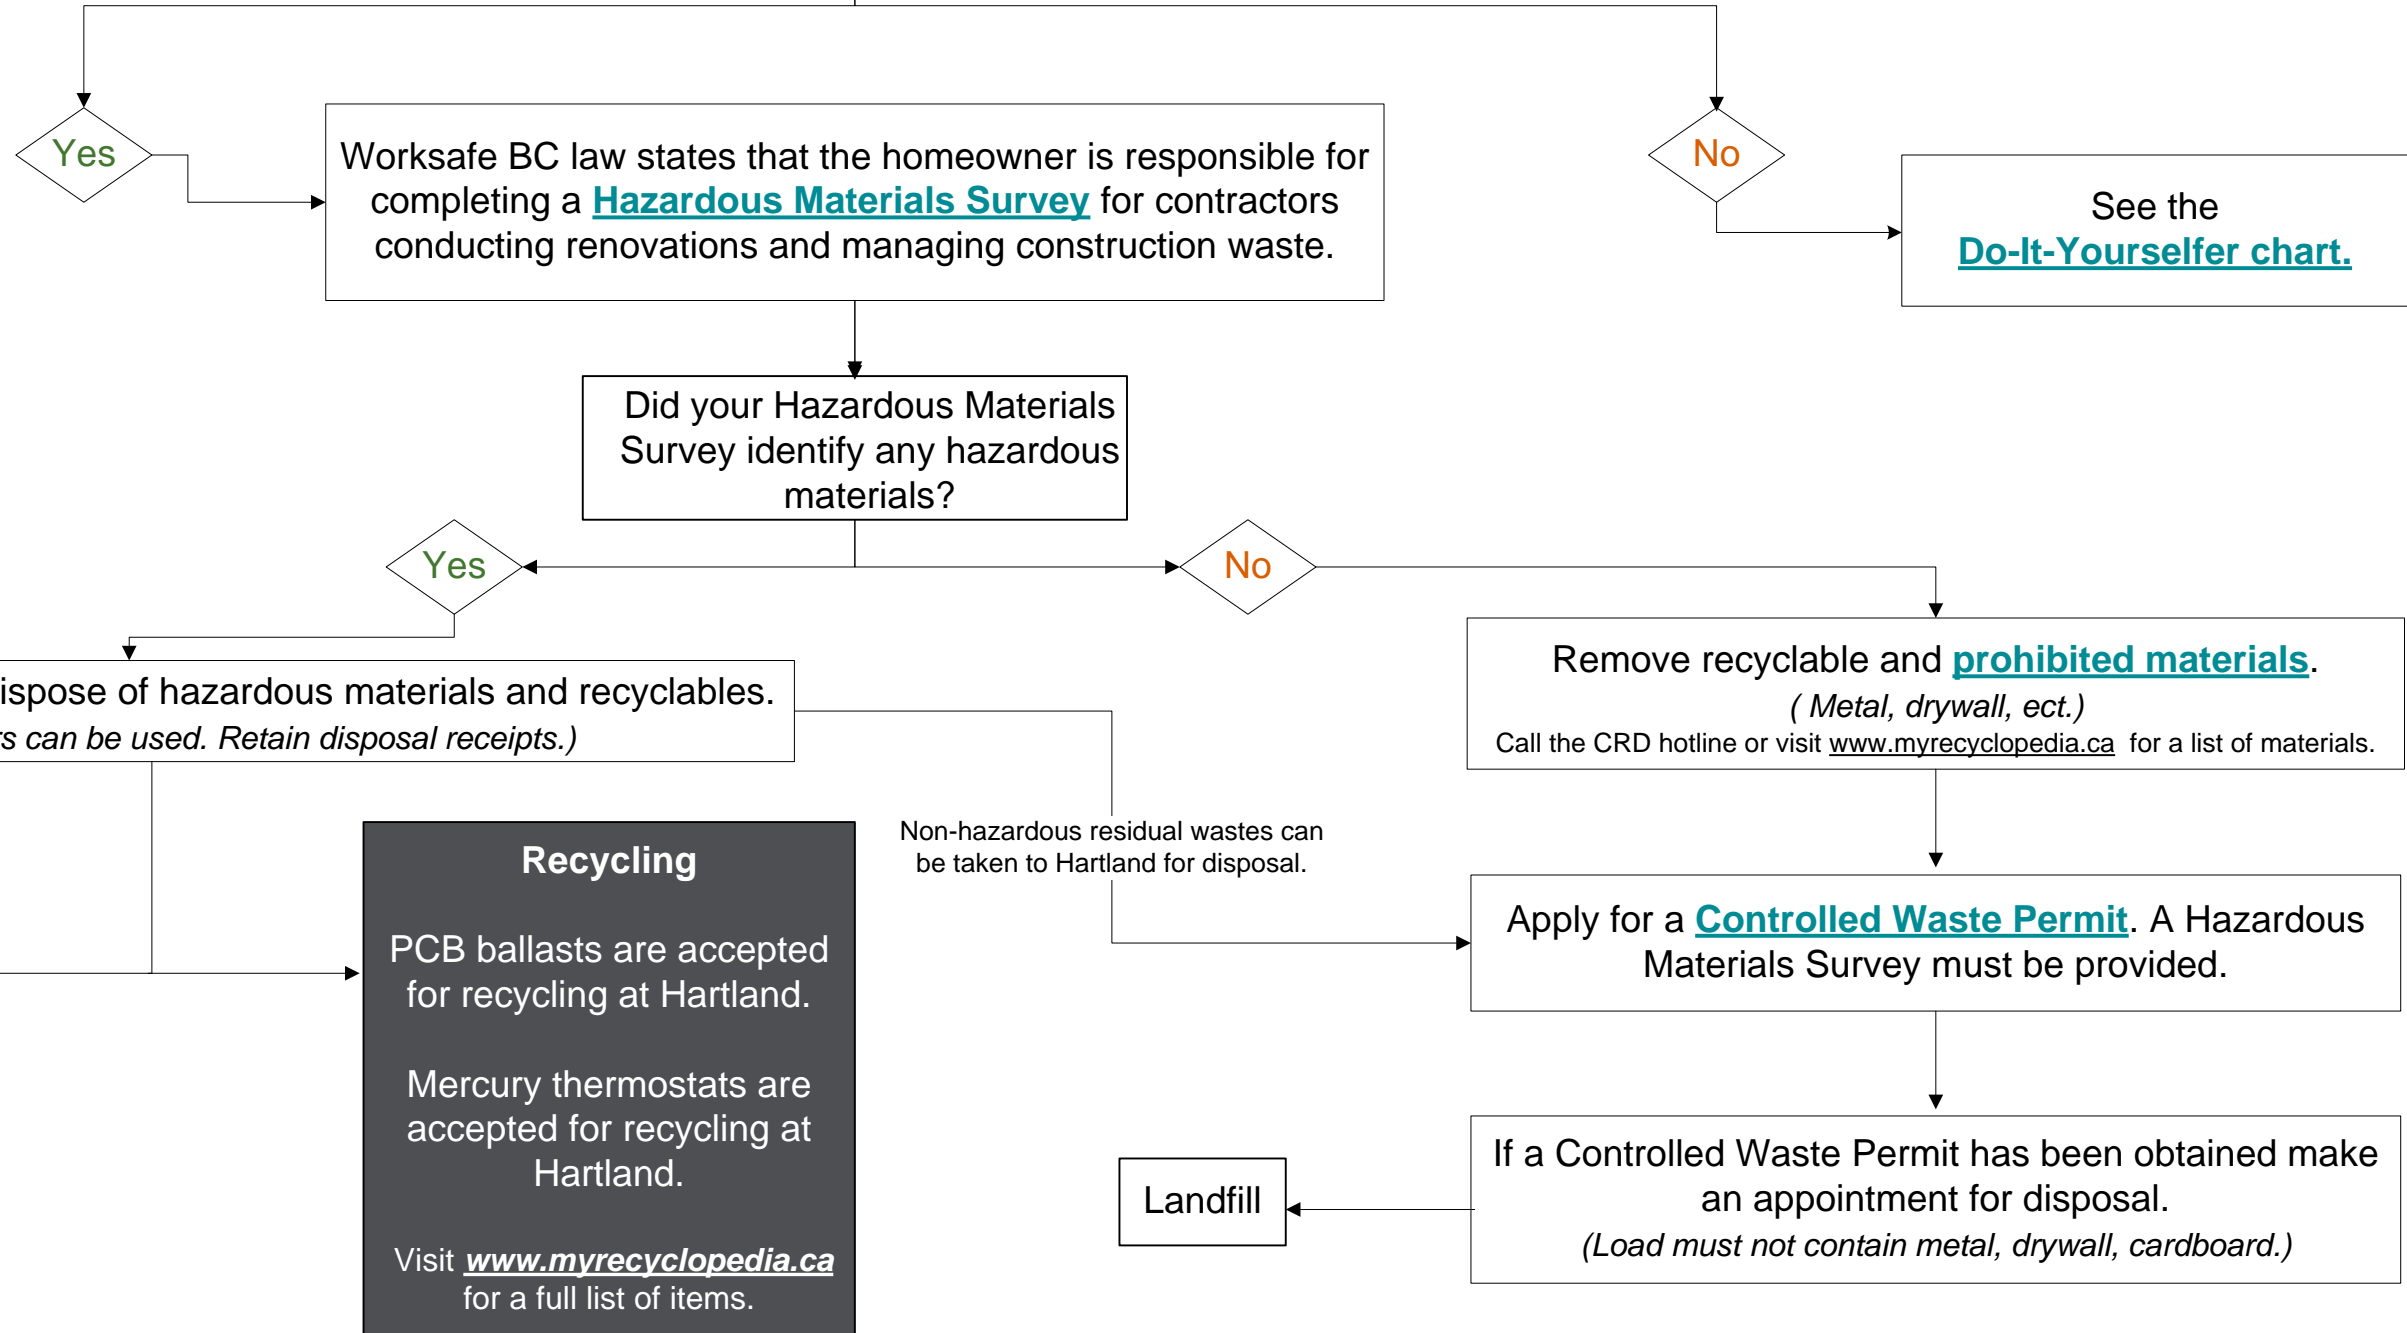 Yes
Worksafe BC law states that the homeowner is responsible for
completing a Hazardous Materials Survey for contractors
conducting renovations and managing construction waste.
No
See the
Do-It-Yourselfer chart.
Did your Hazardous Materials
Survey identify any hazardous
materials?
Yes
No
ispose of hazardous materials and recyclables.
rs can be used. Retain disposal receipts.)
Remove recyclable and prohibited materials.
( Metal, drywall, ect.)
Call the CRD hotline or visit www.myrecyclopedia.ca for a list of materials.
Recycling
PCB ballasts are accepted
for recycling at Hartland.
Mercury thermostats are
accepted for recycling at
Hartland.
Visit www.myrecyclopedia.ca
for a full list of items.
Non-hazardous residual wastes can
be taken to Hartland for disposal.
Apply for a Controlled Waste Permit. A Hazardous
Materials Survey must be provided.
If a Controlled Waste Permit has been obtained make
an appointment for disposal.
(Load must not contain metal, drywall, cardboard.)
Landfill